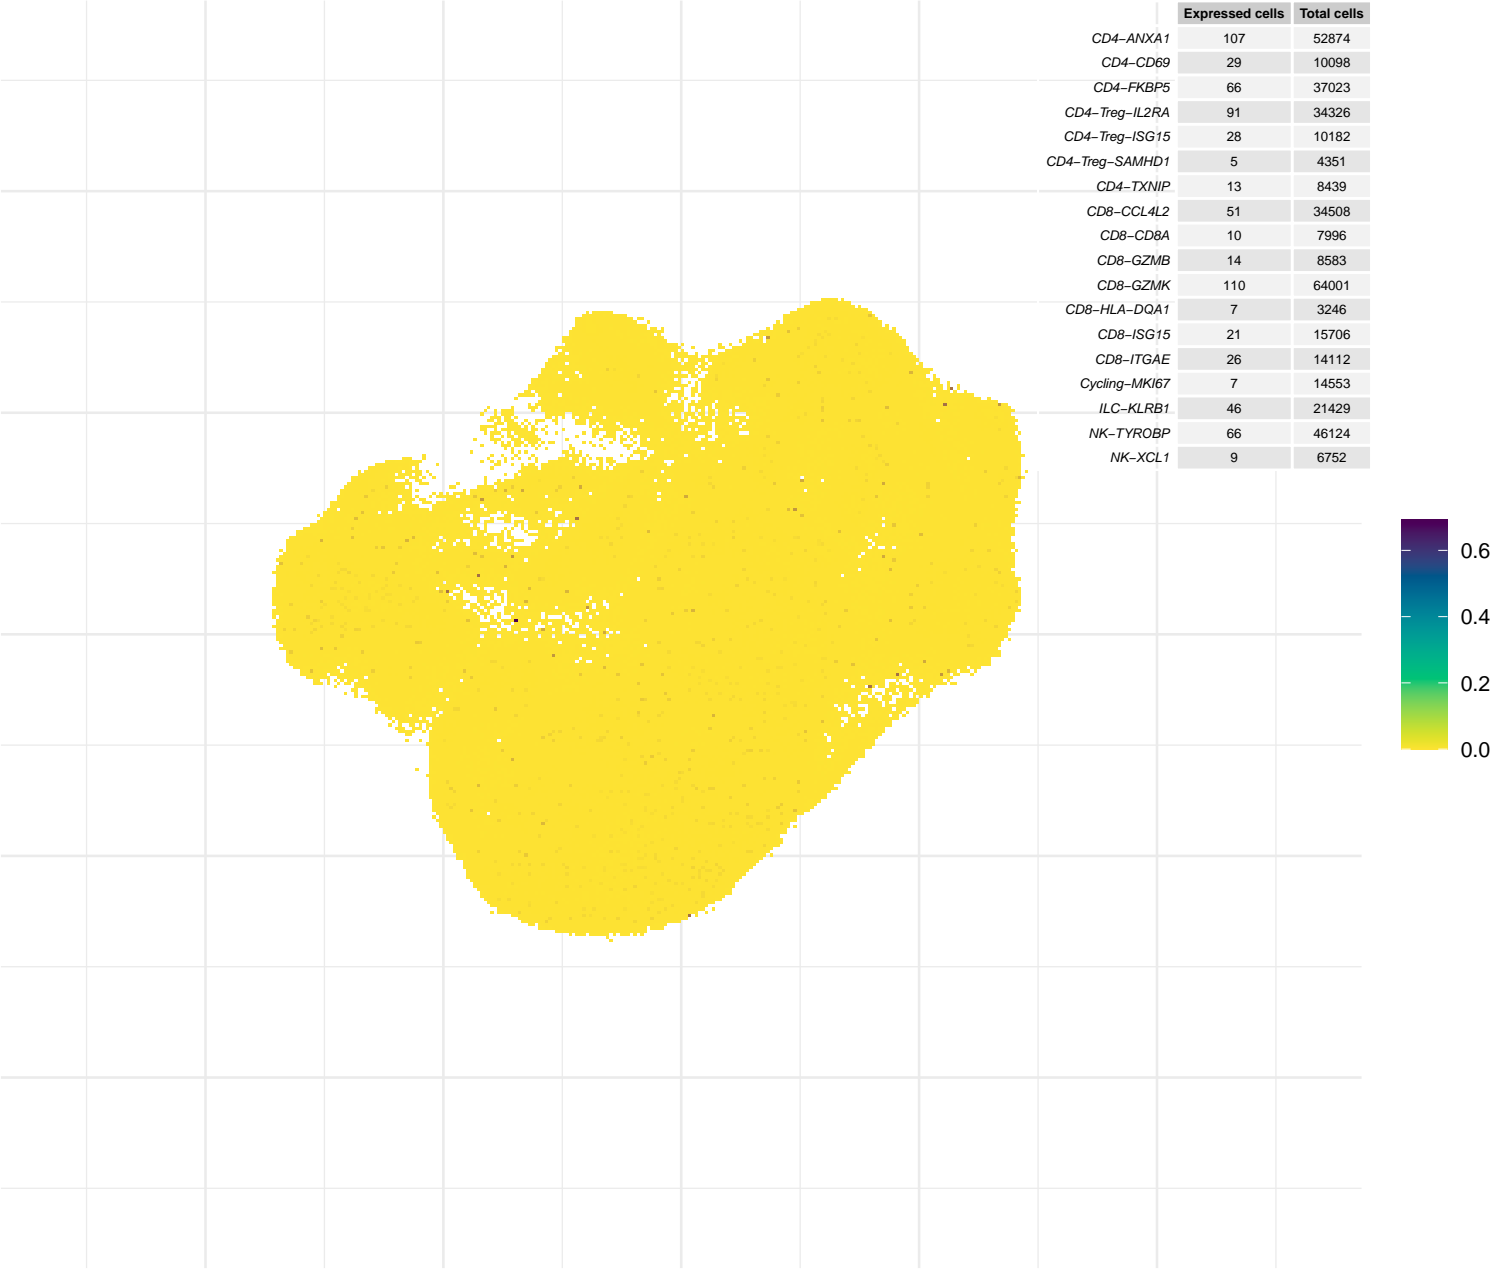 Expressed cells Total cells
CD4−ANXA1 107 52874
CD4−CD69 29 10098
CD4−FKBP5 66 37023
CD4−Treg−IL2RA 91 34326
CD4−Treg−ISG15 28 10182
CD4−Treg−SAMHD1 5 4351
CD4−TXNIP 13 8439
CD8−CCL4L2 51 34508
CD8−CD8A 10 7996
CD8−GZMB 14 8583
CD8−GZMK 110 64001
CD8−HLA−DQA1 7 3246
CD8−ISG15 21 15706
CD8−ITGAE 26 14112
Cycling−MKI67 7 14553
ILC−KLRB1 46 21429
NK−TYROBP 66 46124
NK−XCL1 9 6752
0.6
0.4
0.2
0.0